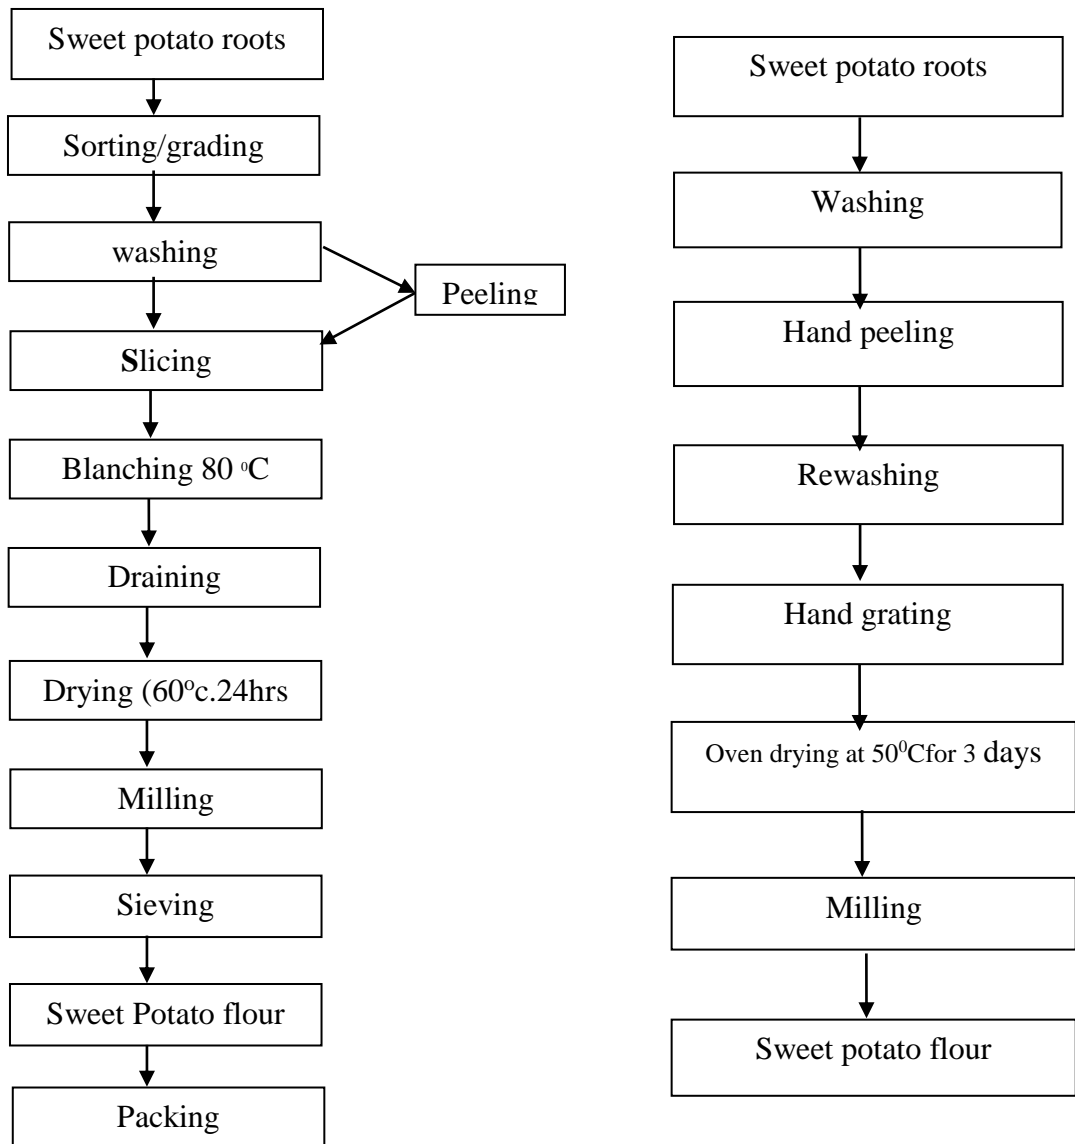 Sweet potato roots
Sorting/grading
washing
Peeling
Slicing
Blanching 80 ⁰C
Draining
Drying (60ᵒc.24hrs
Milling
Sieving
Sweet Potato flour
Packing
Sweet potato roots
Washing
Hand peeling
Rewashing
Hand grating
Oven drying at 50⁰Cfor 3 days
Milling
Sweet potato flour